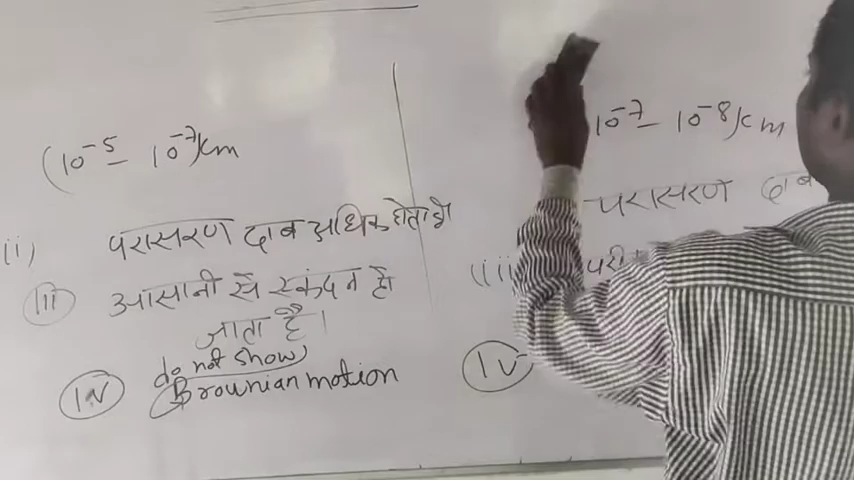 (10⁻⁵ – 10⁻⁷)cm
(ii) परासरण दाब अधिक होता है
(iii) आसानी से स्कंदन हो
जाता है।
(iv) do not show
Brownian motion
10⁻⁷ – 10⁻⁸)cm
परासरण दाब
(iii)
(iv)